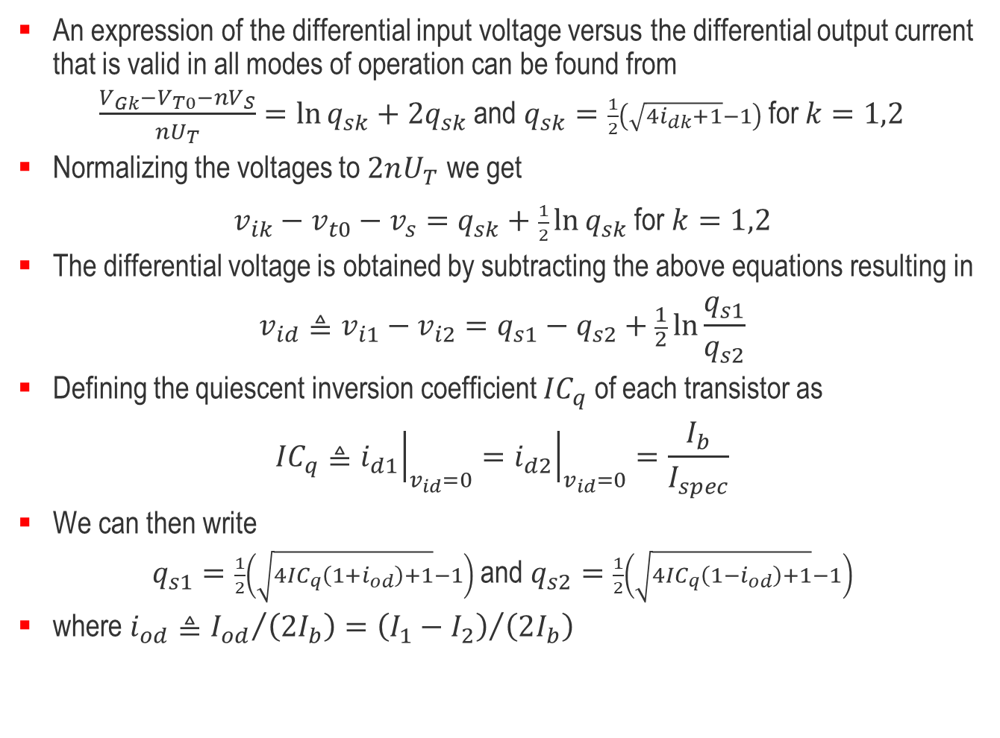 ▪ An expression of the differential input voltage versus the differential output current
that is valid in all modes of operation can be found from
$\frac{V_{Gk}-V_{T0}-nV_S}{nU_T} = \ln q_{sk} + 2q_{sk}$ and $q_{sk} = \frac{1}{2}(\sqrt{4i_{dk}+1}-1)$ for $k = 1,2$
▪ Normalizing the voltages to $2nU_T$ we get
$v_{ik} - v_{t0} - v_s = q_{sk} + \frac{1}{2}\ln q_{sk}$ for $k = 1,2$
▪ The differential voltage is obtained by subtracting the above equations resulting in
$v_{id} \triangleq v_{i1} - v_{i2} = q_{s1} - q_{s2} + \frac{1}{2}\ln\frac{q_{s1}}{q_{s2}}$
▪ Defining the quiescent inversion coefficient $IC_q$ of each transistor as
$IC_q \triangleq i_{d1}\Big|_{v_{id}=0} = i_{d2}\Big|_{v_{id}=0} = \frac{I_b}{I_{spec}}$
▪ We can then write
$q_{s1} = \frac{1}{2}\left(\sqrt{4IC_q(1+i_{od})+1}-1\right)$ and $q_{s2} = \frac{1}{2}\left(\sqrt{4IC_q(1-i_{od})+1}-1\right)$
▪ where $i_{od} \triangleq I_{od}/(2I_b) = (I_1 - I_2)/(2I_b)$